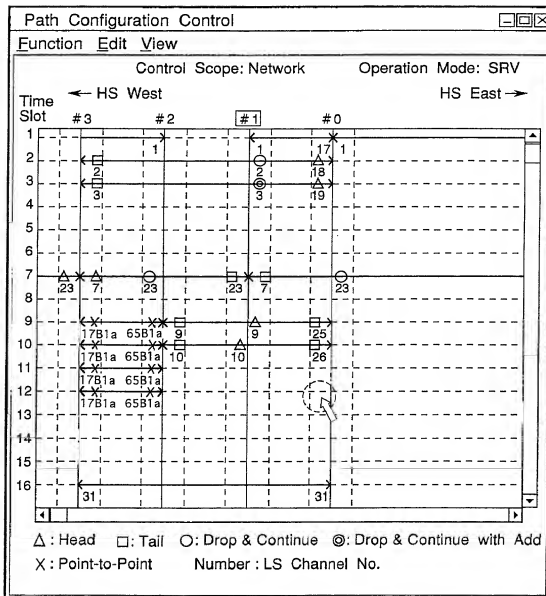 Path Configuration Control
Function Edit View
Control Scope: Network Operation Mode: SRV
← HS West HS East →
Time
Slot #3 #2 #1 #0
1 1 1 17 1
2 2 2 18
3 3 3 19
4
5
6
7 23 7 23 23 7 23
8
9 17B1a 65B1a 9 9 25
10 17B1a 65B1a 10 10 26
11 17B1a 65B1a
12 17B1a 65B1a
13
14
15
16 31 31
△ : Head □ : Tail ○ : Drop & Continue ◎ : Drop & Continue with Add
X : Point-to-Point Number : LS Channel No.